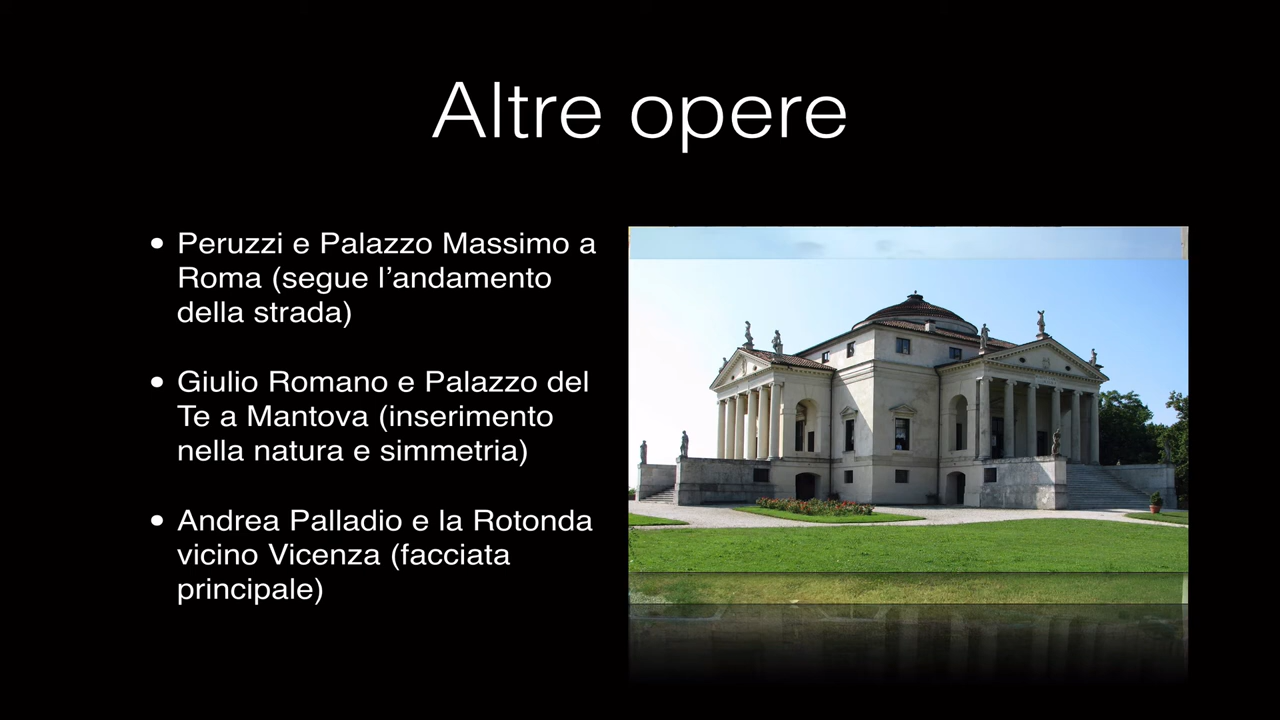 Altre opere
• Peruzzi e Palazzo Massimo a
Roma (segue l’andamento
della strada)
• Giulio Romano e Palazzo del
Te a Mantova (inserimento
nella natura e simmetria)
• Andrea Palladio e la Rotonda
vicino Vicenza (facciata
principale)